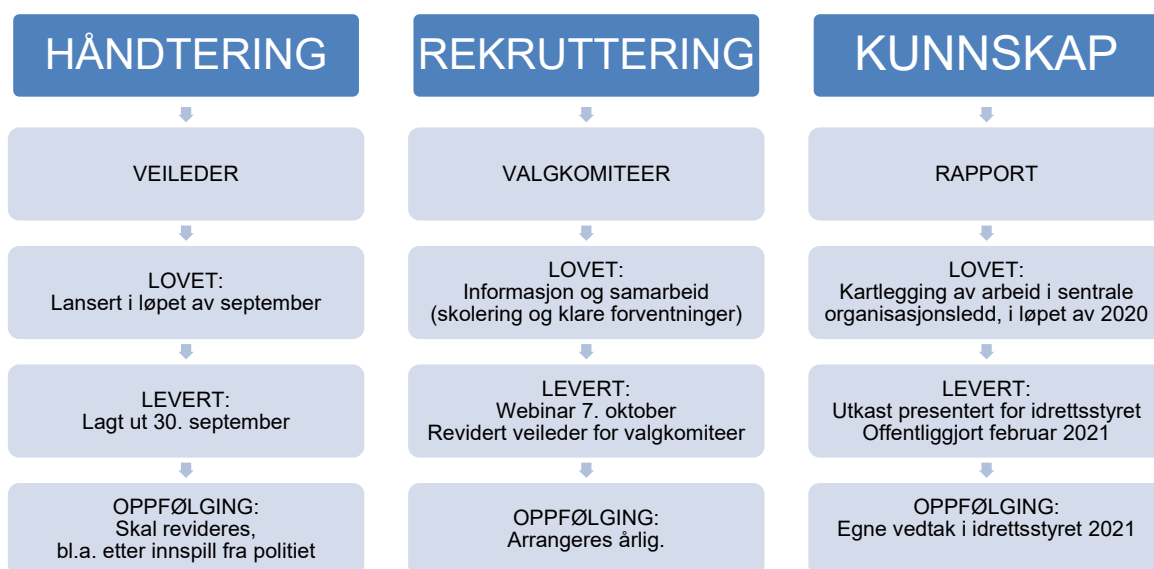 HÅNDTERING
VEILEDER
LOVET:
Lansert i løpet av september
LEVERT:
Lagt ut 30. september
OPPFØLGING:
Skal revideres,
bl.a. etter innspill fra politiet
REKRUTTERING
VALGKOMITEER
LOVET:
Informasjon og samarbeid
(skolering og klare forventninger)
LEVERT:
Webinar 7. oktober
Revidert veileder for valgkomiteer
OPPFØLGING:
Arrangeres årlig.
KUNNSKAP
RAPPORT
LOVET:
Kartlegging av arbeid i sentrale
organisasjonsledd, i løpet av 2020
LEVERT:
Utkast presentert for idrettsstyret
Offentliggjort februar 2021
OPPFØLGING:
Egne vedtak i idrettsstyret 2021